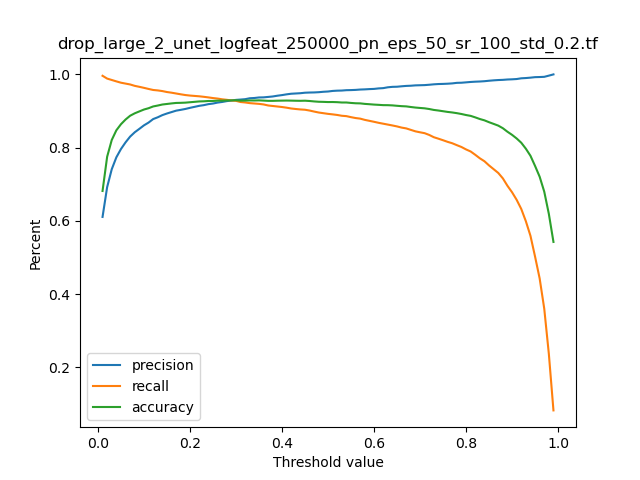 drop_large_2_unet_logfeat_250000_pn_eps_50_sr_100_std_0.2.tf
1.0
0.8
0.6
0.4
0.2
Percent
precision
recall
accuracy
0.0 0.2 0.4 0.6 0.8 1.0
Threshold value